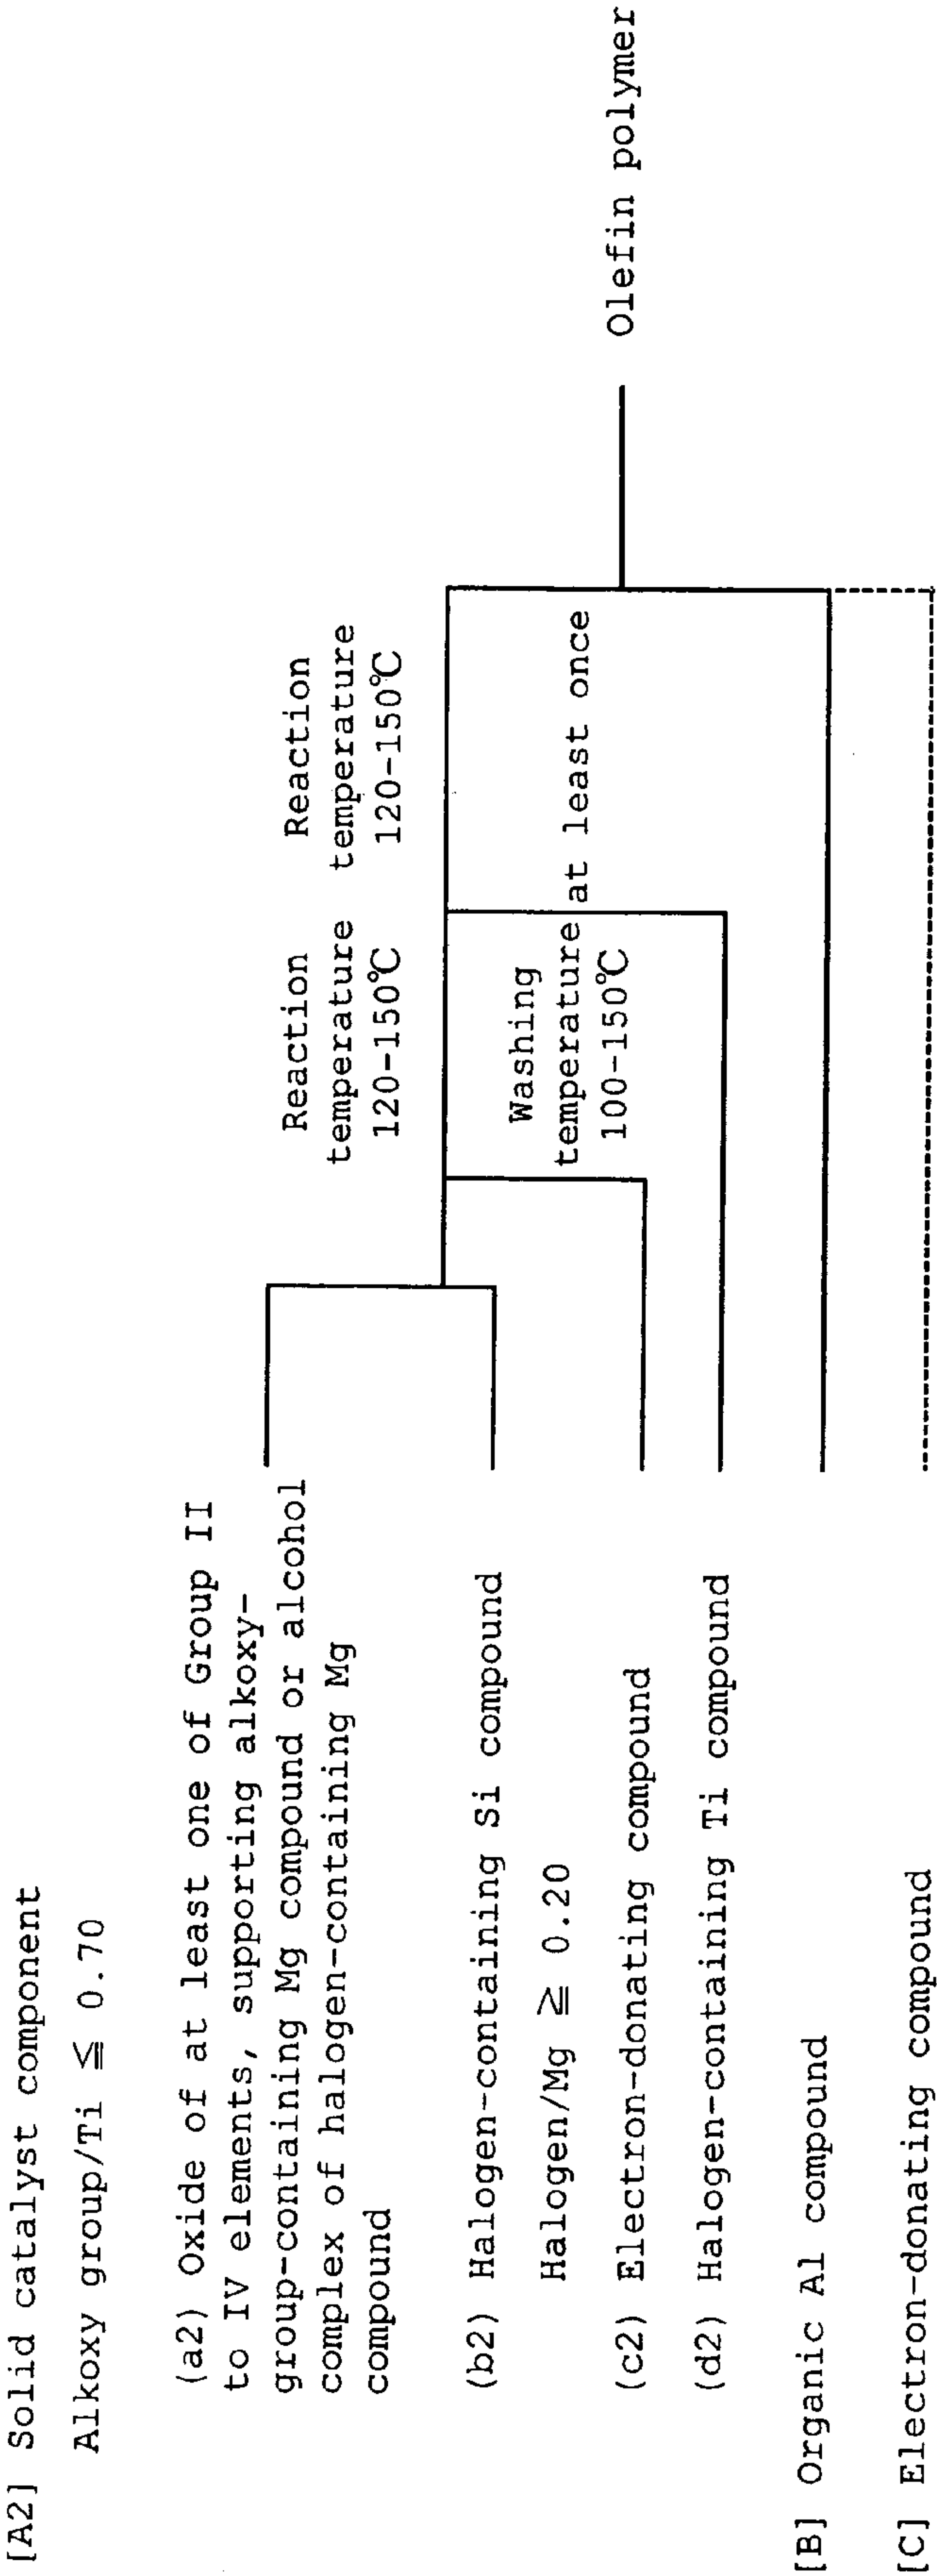 [A2] Solid catalyst component
Alkoxy group/Ti ≦ 0.70
(a2) Oxide of at least one of Group II
to IV elements, supporting alkoxy-
group-containing Mg compound or alcohol
complex of halogen-containing Mg
compound
(b2) Halogen-containing Si compound
Halogen/Mg ≧ 0.20
(c2) Electron-donating compound
(d2) Halogen-containing Ti compound
[B] Organic Al compound
[C] Electron-donating compound
Reaction
temperature
120-150℃
Reaction
temperature
120-150℃
Washing
temperature at least once
100-150℃
Olefin polymer